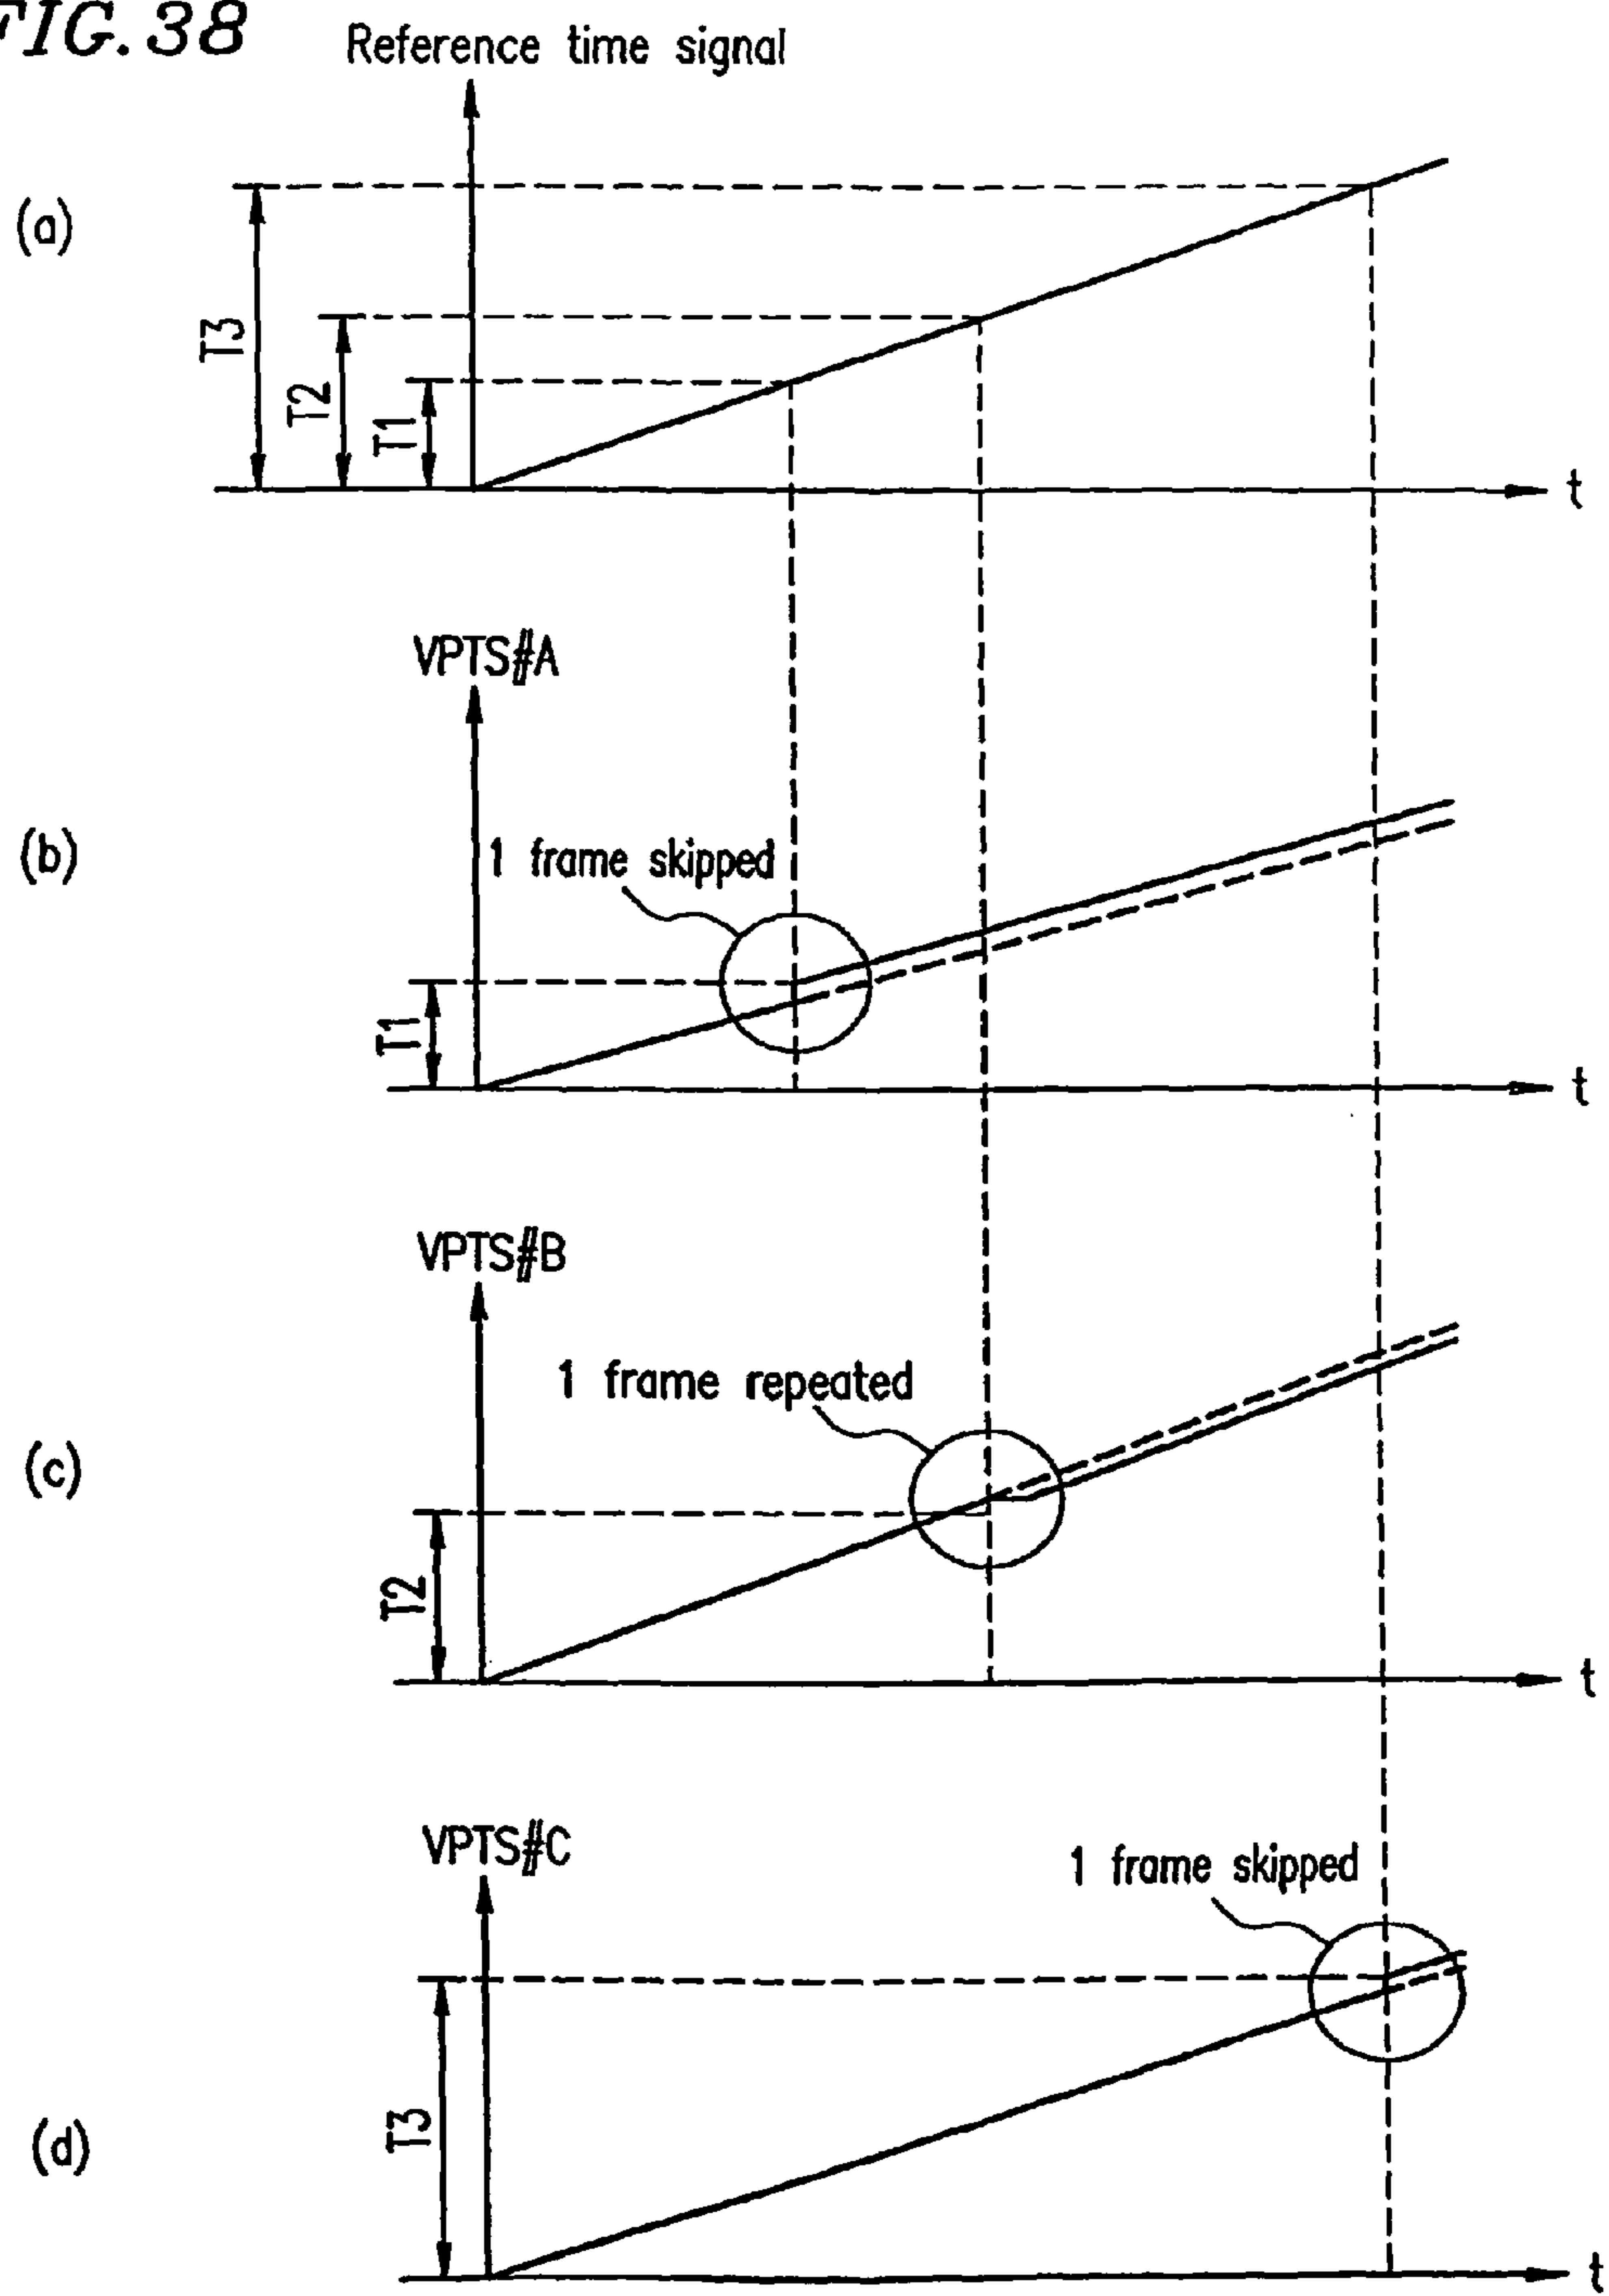 FIG.38
Reference time signal
(a)
T3
T2
T1
t
VPTS#A
(b)
1 frame skipped
T1
t
VPTS#B
1 frame repeated
(c)
T2
t
VPTS#C
1 frame skipped
(d)
T3
t